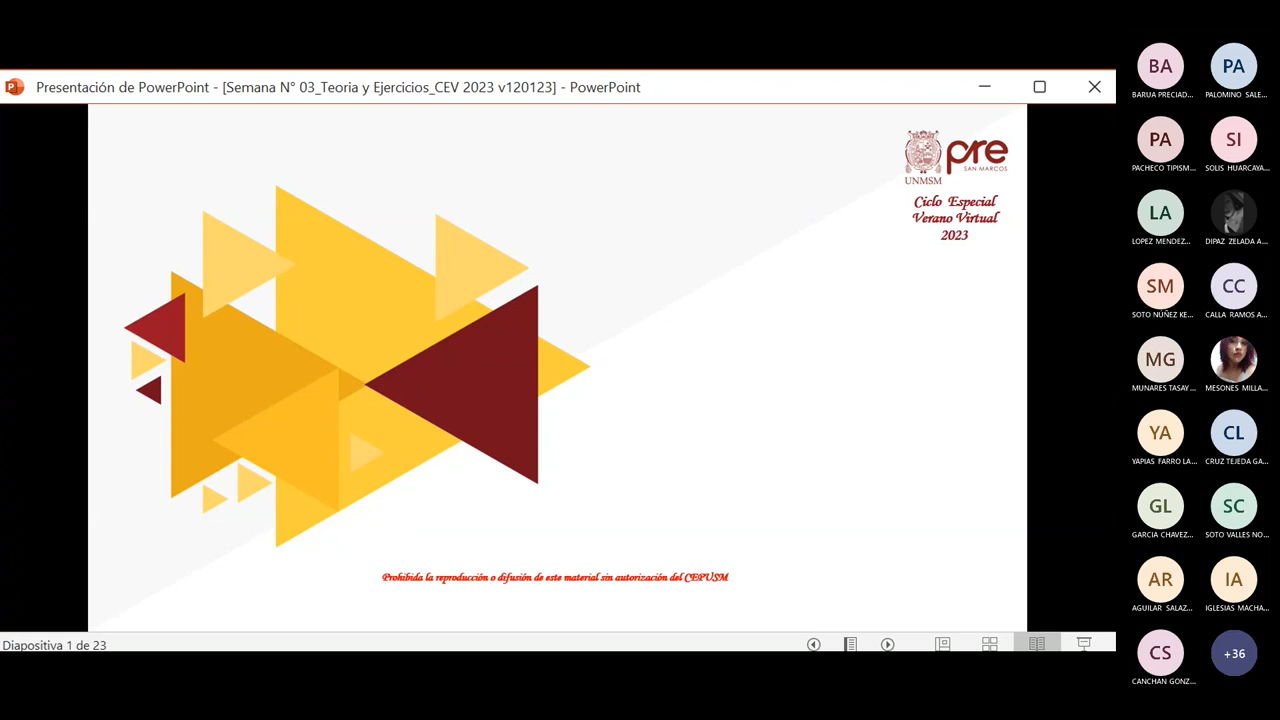 Presentación de PowerPoint - [Semana N° 03_Teoria y Ejercicios_CEV 2023 v120123] - PowerPoint
UNMSM
pre
SAN MARCOS
Ciclo Especial
Verano Virtual
2023
Prohibida la reproducción o difusión de este material sin autorización del CEPUSM
Diapositiva 1 de 23
BA PA
BARUA PRECIAD... PALOMINO SALE...
PA SI
PACHECO TIPISM... SOLIS HUARCAYA...
LA
LOPEZ MENDEZ... DIPAZ ZELADA A...
SM CC
SOTO NÚÑEZ KE... CALLA RAMOS A...
MG
MUNARES TASAY... MESONES MILLA...
YA CL
YAPIAS FARRO LA... CRUZ TEJEDA GA...
GL SC
GARCIA CHAVEZ... SOTO VALLES NO...
AR IA
AGUILAR SALAZ... IGLESIAS MACHA...
CS +36
CANCHAN GONZ...